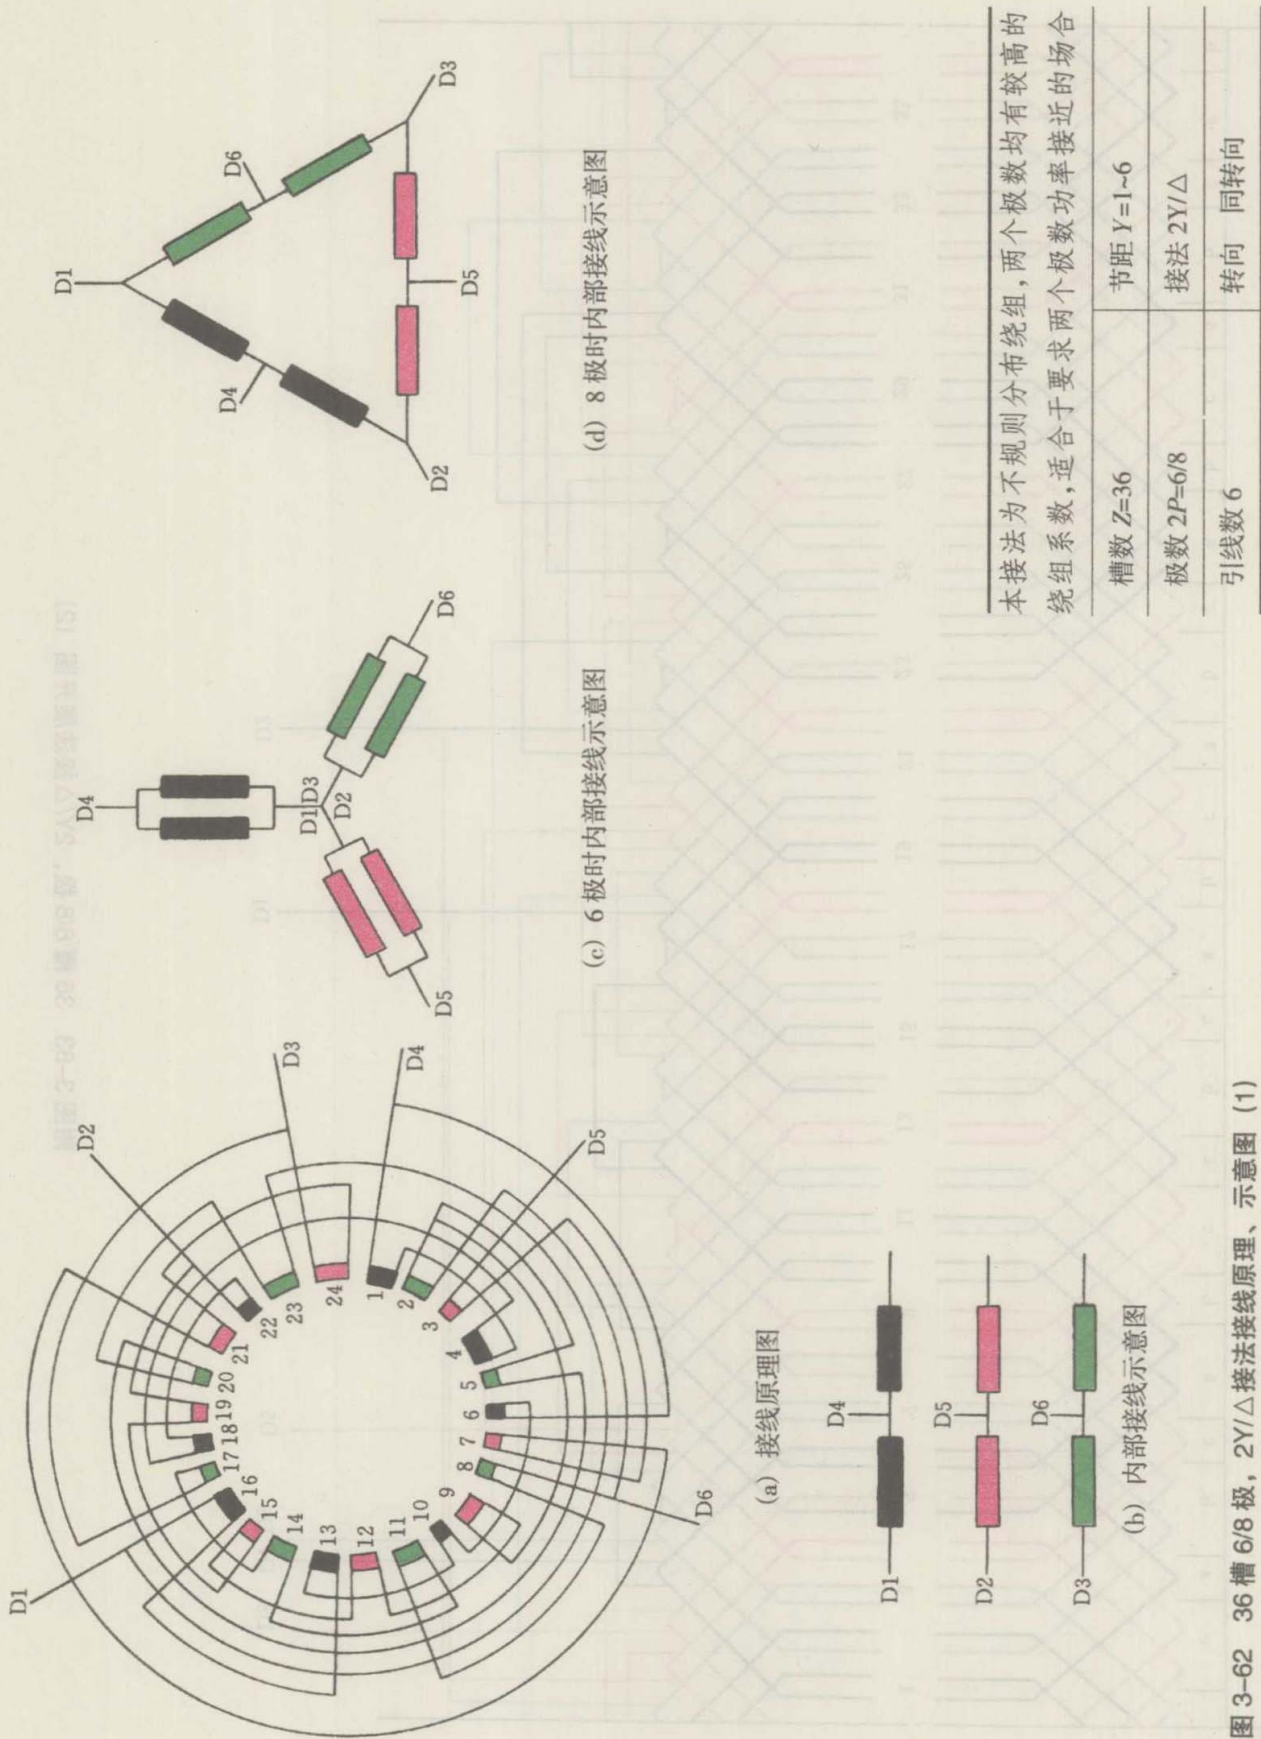 D1
D2
D3
D4
D5
D6
1
2
3
4
5
6
7
8
9
10
11
12
13
14
15
16
17
18
19
20
21
22
23
24
(a) 接线原理图
D1
D4
D2
D5
D3
D6
(b) 内部接线示意图
D4
D1
D3
D2
D5
D6
(c) 6极时内部接线示意图
D1
D4
D6
D2
D5
D3
(d) 8极时内部接线示意图
本接法为不规则分布绕组,两个极数均有较高的
绕组系数,适合于要求两个极数功率接近的场合
槽数 Z=36 节距 Y=1~6
极数 2P=6/8 接法 2Y/△
引线数 6 转向 同转向
图 3-62 36槽 6/8 极, 2Y/△接法接线原理、示意图 (1)